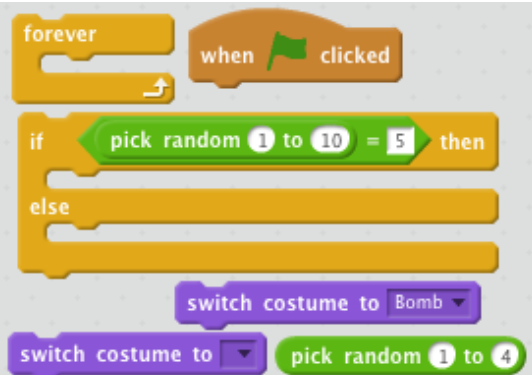 forever
when clicked
if pick random 1 to 10 = 5 then
else
switch costume to Bomb
switch costume to
pick random 1 to 4